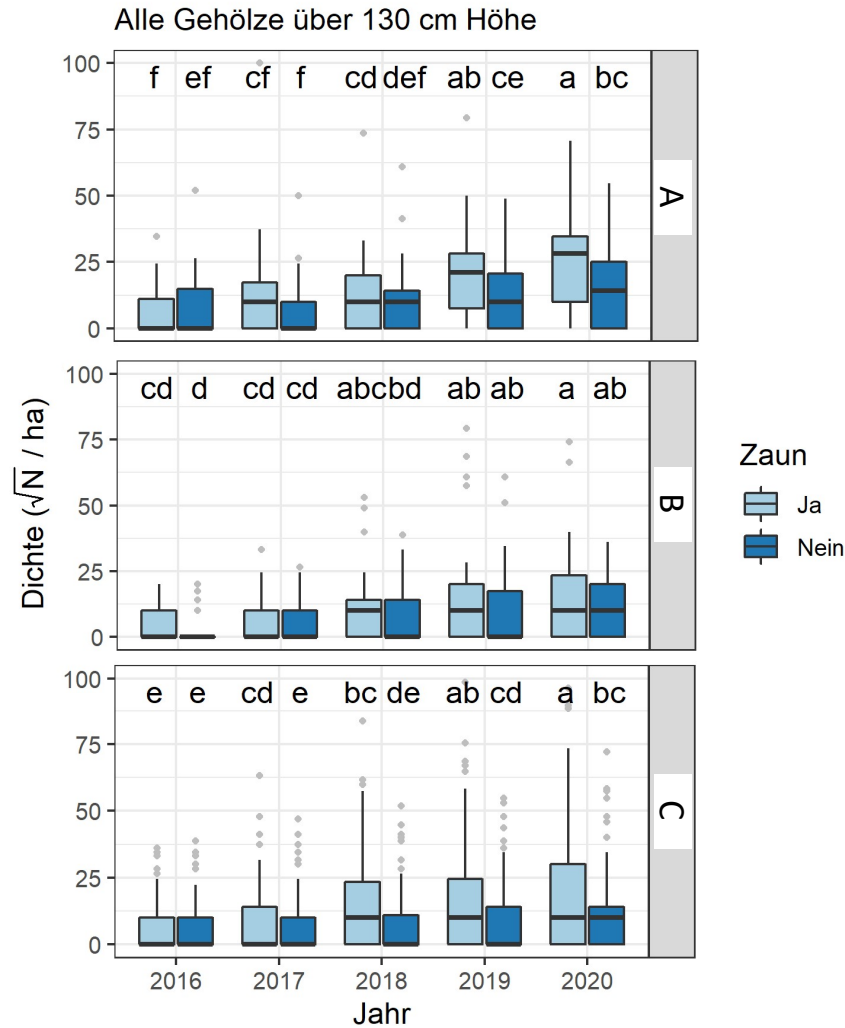 Alle Gehölze über 130 cm Höhe
100
75
50
25
0
f ef cf f cd def ab ce a bc
A
100
75
50
25
0
cd d cd cd abc bd ab ab a ab
B
100
75
50
25
0
e e cd e bc de ab cd a bc
C
2016 2017 2018 2019 2020
Jahr
Dichte (√N / ha)
Zaun
Ja
Nein